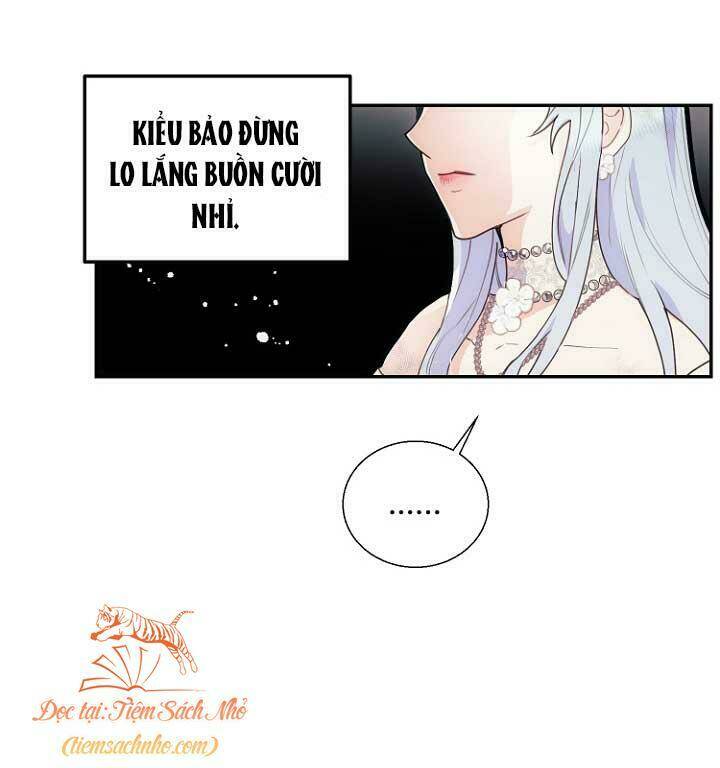 KIỂU BẢO ĐỪNG
LO LẮNG BUỒN CƯỜI
NHỈ.
......
Đọc tại: Tiệm Sách Nhỏ
(tiemsachnho.com)